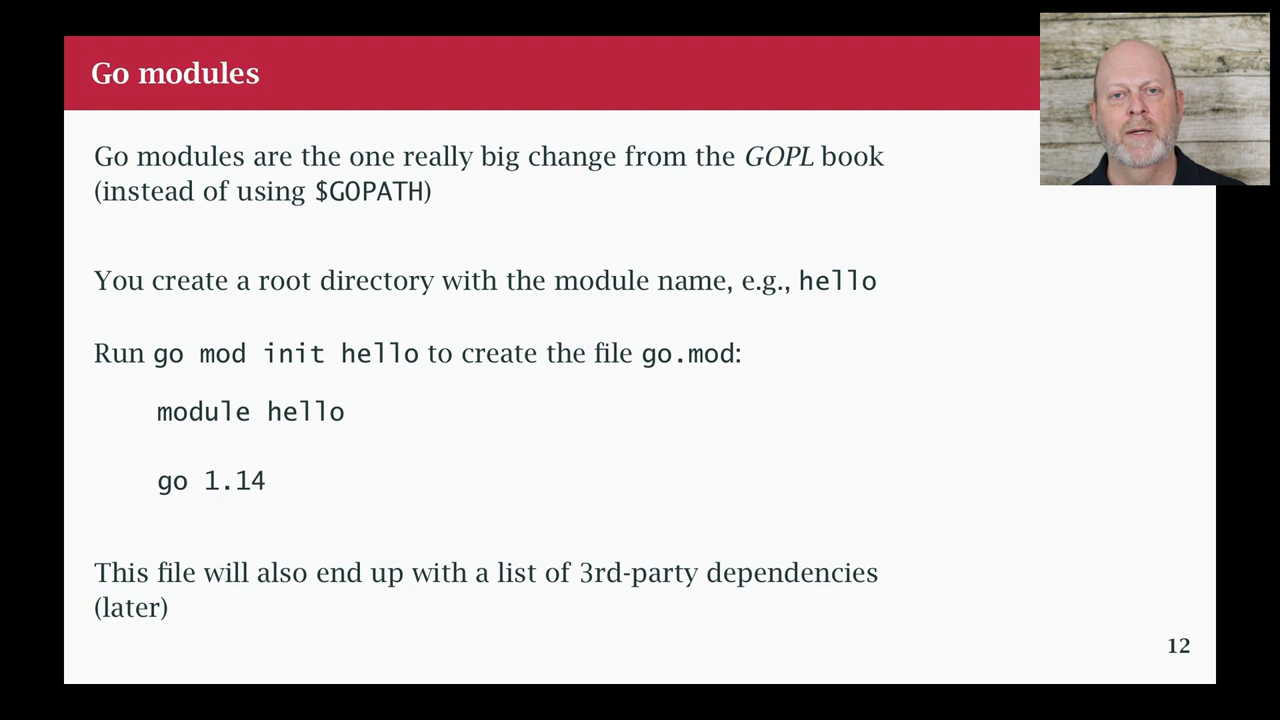 Go modules
Go modules are the one really big change from the GOPL book
(instead of using $GOPATH)
You create a root directory with the module name, e.g., hello
Run go mod init hello to create the file go.mod:
module hello
go 1.14
This file will also end up with a list of 3rd-party dependencies
(later)
12